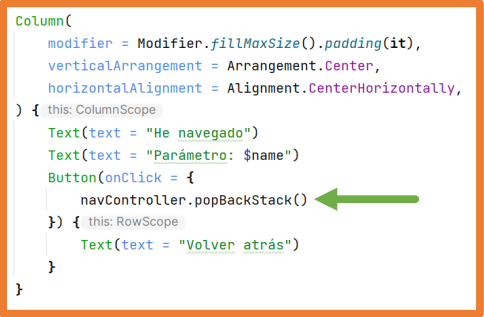 Column(
    modifier = Modifier.fillMaxSize().padding(it),
    verticalArrangement = Arrangement.Center,
    horizontalAlignment = Alignment.CenterHorizontally,
) { this: ColumnScope
    Text(text = "He navegado")
    Text(text = "Parámetro: $name")
    Button(onClick = {
        navController.popBackStack()
    }) { this: RowScope
        Text(text = "Volver atrás")
    }
}